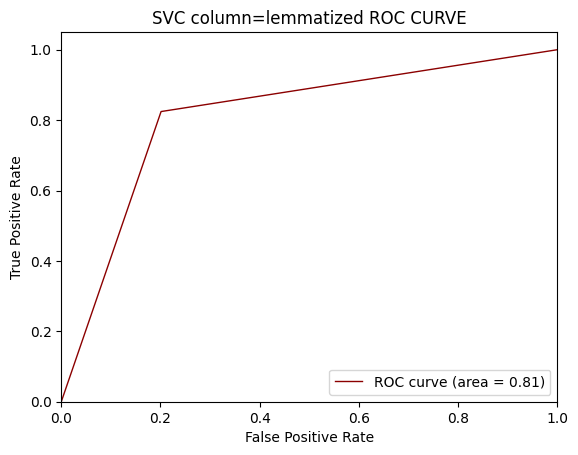 SVC column=lemmatized ROC CURVE
1.0
0.8
0.6
0.4
0.2
0.0
True Positive Rate
ROC curve (area = 0.81)
0.0 0.2 0.4 0.6 0.8 1.0
False Positive Rate